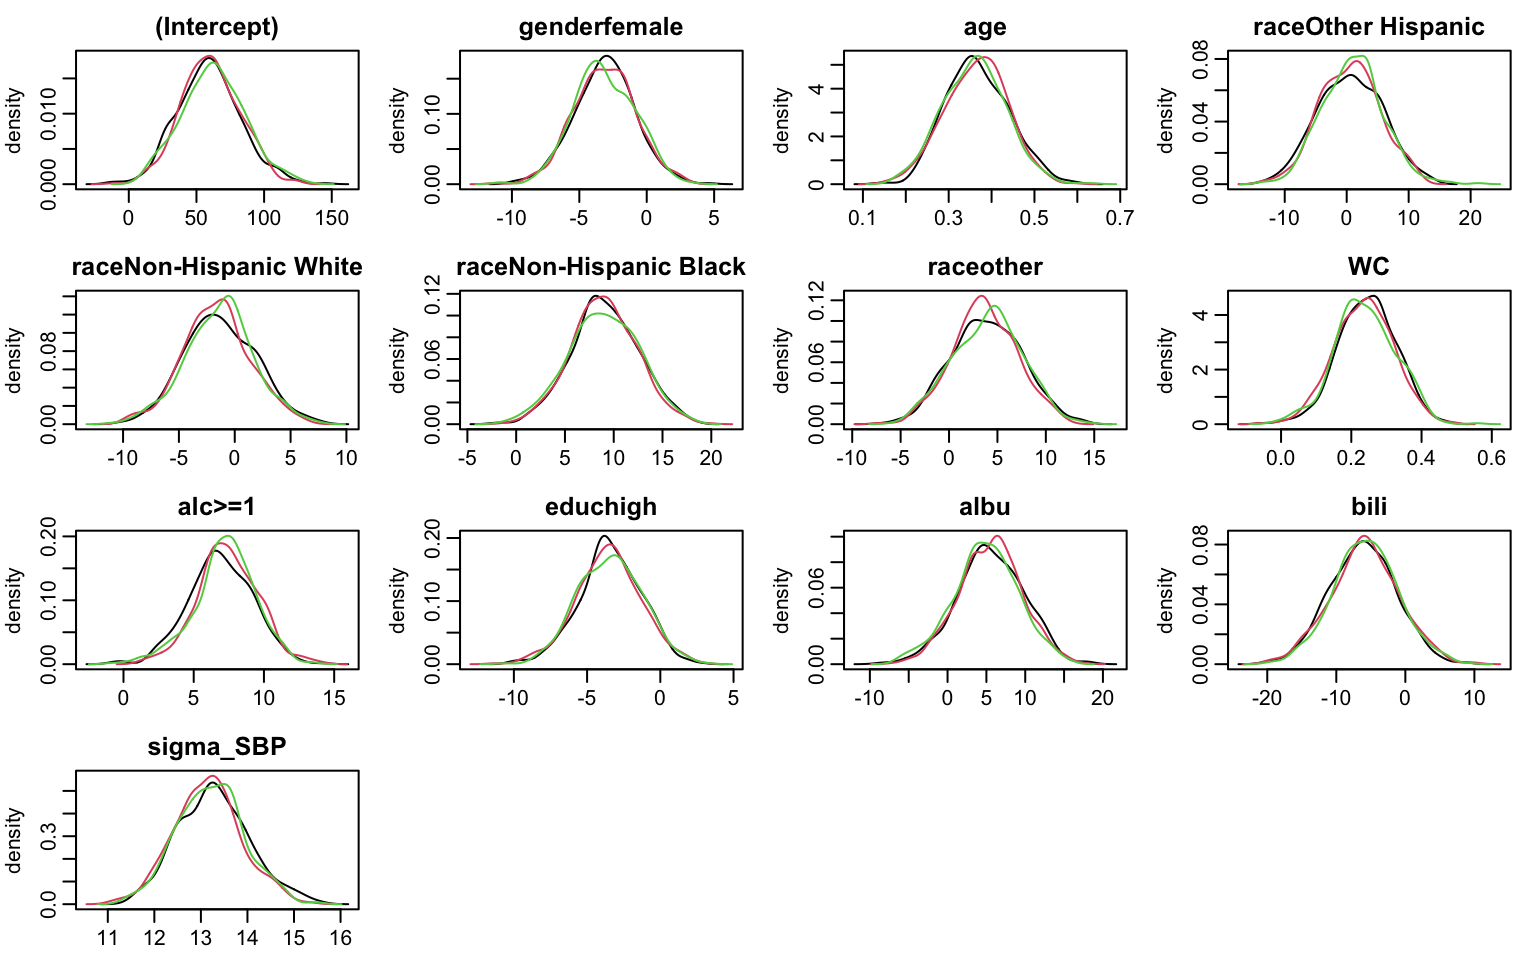 (Intercept)
density
0.000 0.010
0 50 100 150
genderfemale
density
0.00 0.10
-10 -5 0 5
age
density
0 2 4
0.1 0.3 0.5 0.7
raceOther Hispanic
density
0.00 0.04 0.08
-10 0 10 20
raceNon-Hispanic White
density
0.00 0.08
-10 -5 0 5 10
raceNon-Hispanic Black
density
0.00 0.06 0.12
-5 0 5 10 15 20
raceother
density
0.00 0.06 0.12
-10 -5 0 5 10 15
WC
density
0 2 4
0.0 0.2 0.4 0.6
alc>=1
density
0.00 0.10 0.20
0 5 10 15
educhigh
density
0.00 0.10 0.20
-10 -5 0 5
albu
density
0.00 0.06
-10 0 5 10 20
bili
density
0.00 0.04 0.08
-20 -10 0 10
sigma_SBP
density
0.0 0.3
11 12 13 14 15 16